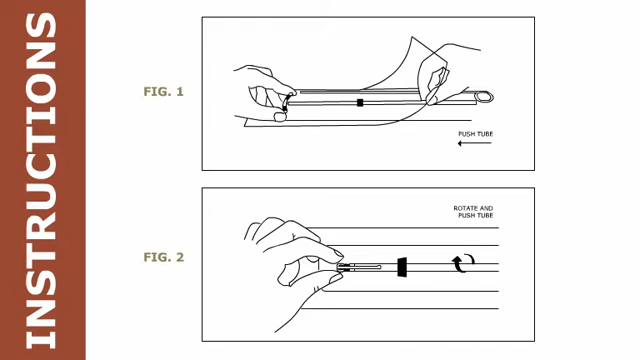 INSTRUCTIONS
FIG. 1
PUSH TUBE
FIG. 2
ROTATE AND
PUSH TUBE